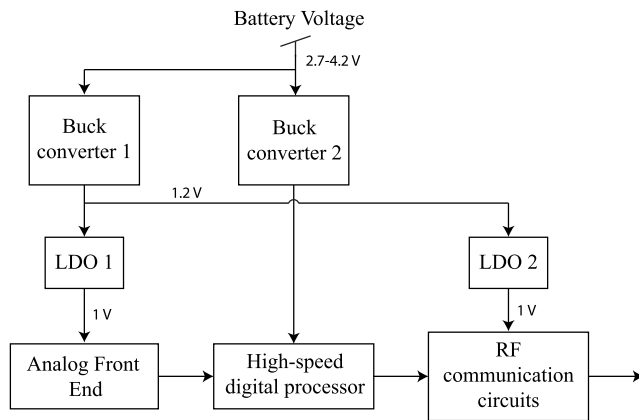 Battery Voltage
2.7-4.2 V
Buck
converter 1
Buck
converter 2
1.2 V
LDO 1
LDO 2
1 V
1 V
Analog Front
End
High-speed
digital processor
RF
communication
circuits